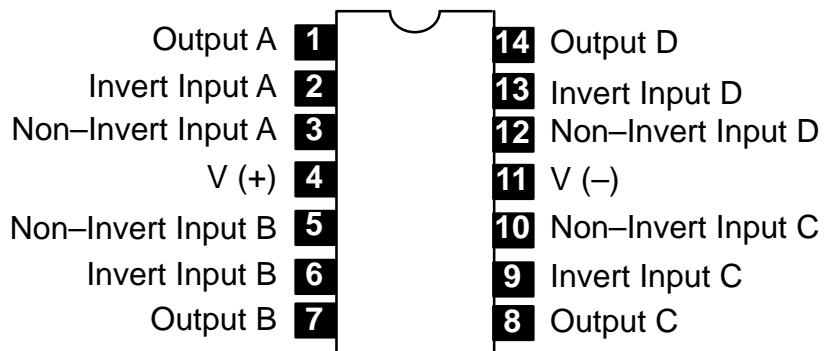 Output A 1 14 Output D
Invert Input A 2 13 Invert Input D
Non–Invert Input A 3 12 Non–Invert Input D
V (+) 4 11 V (–)
Non–Invert Input B 5 10 Non–Invert Input C
Invert Input B 6 9 Invert Input C
Output B 7 8 Output C